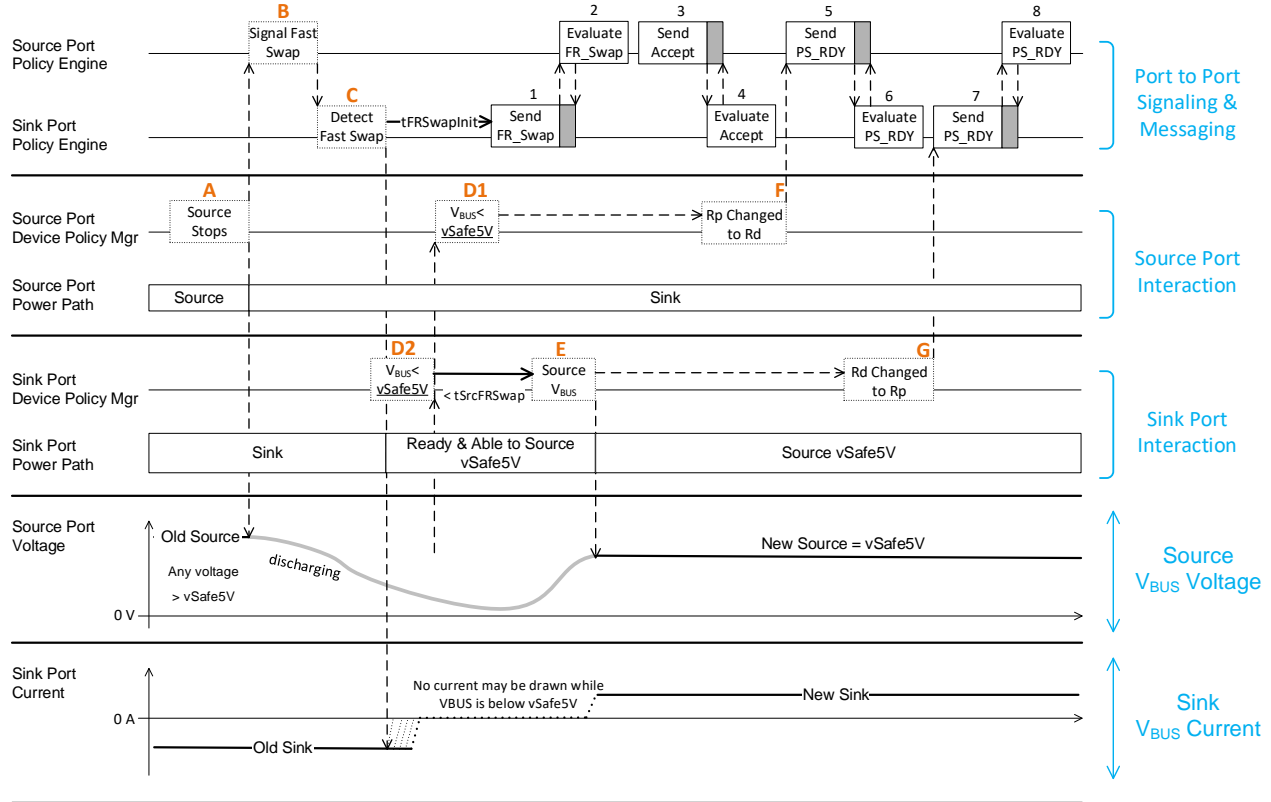 B
2
3
5
8
Source Port
Policy Engine
Signal Fast
Swap
Evaluate
FR_Swap
Send
Accept
Send
PS_RDY
Evaluate
PS_RDY
Port to Port
Signaling &
Messaging
C
1
4
6
7
Sink Port
Policy Engine
Detect
Fast Swap
tFRSwapInit
Send
FR_Swap
Evaluate
Accept
Evaluate
PS_RDY
Send
PS_RDY
A
D1
F
Source Port
Device Policy Mgr
Source
Stops
VBUS<
vSafe5V
Rp Changed
to Rd
Source Port
Interaction
Source Port
Power Path
Source
Sink
D2
E
G
Sink Port
Device Policy Mgr
VBUS<
vSafe5V
< tSrcFRSwap
Source
VBUS
Rd Changed
to Rp
Sink Port
Interaction
Sink Port
Power Path
Sink
Ready & Able to Source
vSafe5V
Source vSafe5V
Source Port
Voltage
Old Source
discharging
New Source = vSafe5V
Any voltage
> vSafe5V
0 V
Source
VBUS Voltage
Sink Port
Current
No current may be drawn while
VBUS is below vSafe5V
New Sink
0 A
Old Sink
Sink
VBUS Current